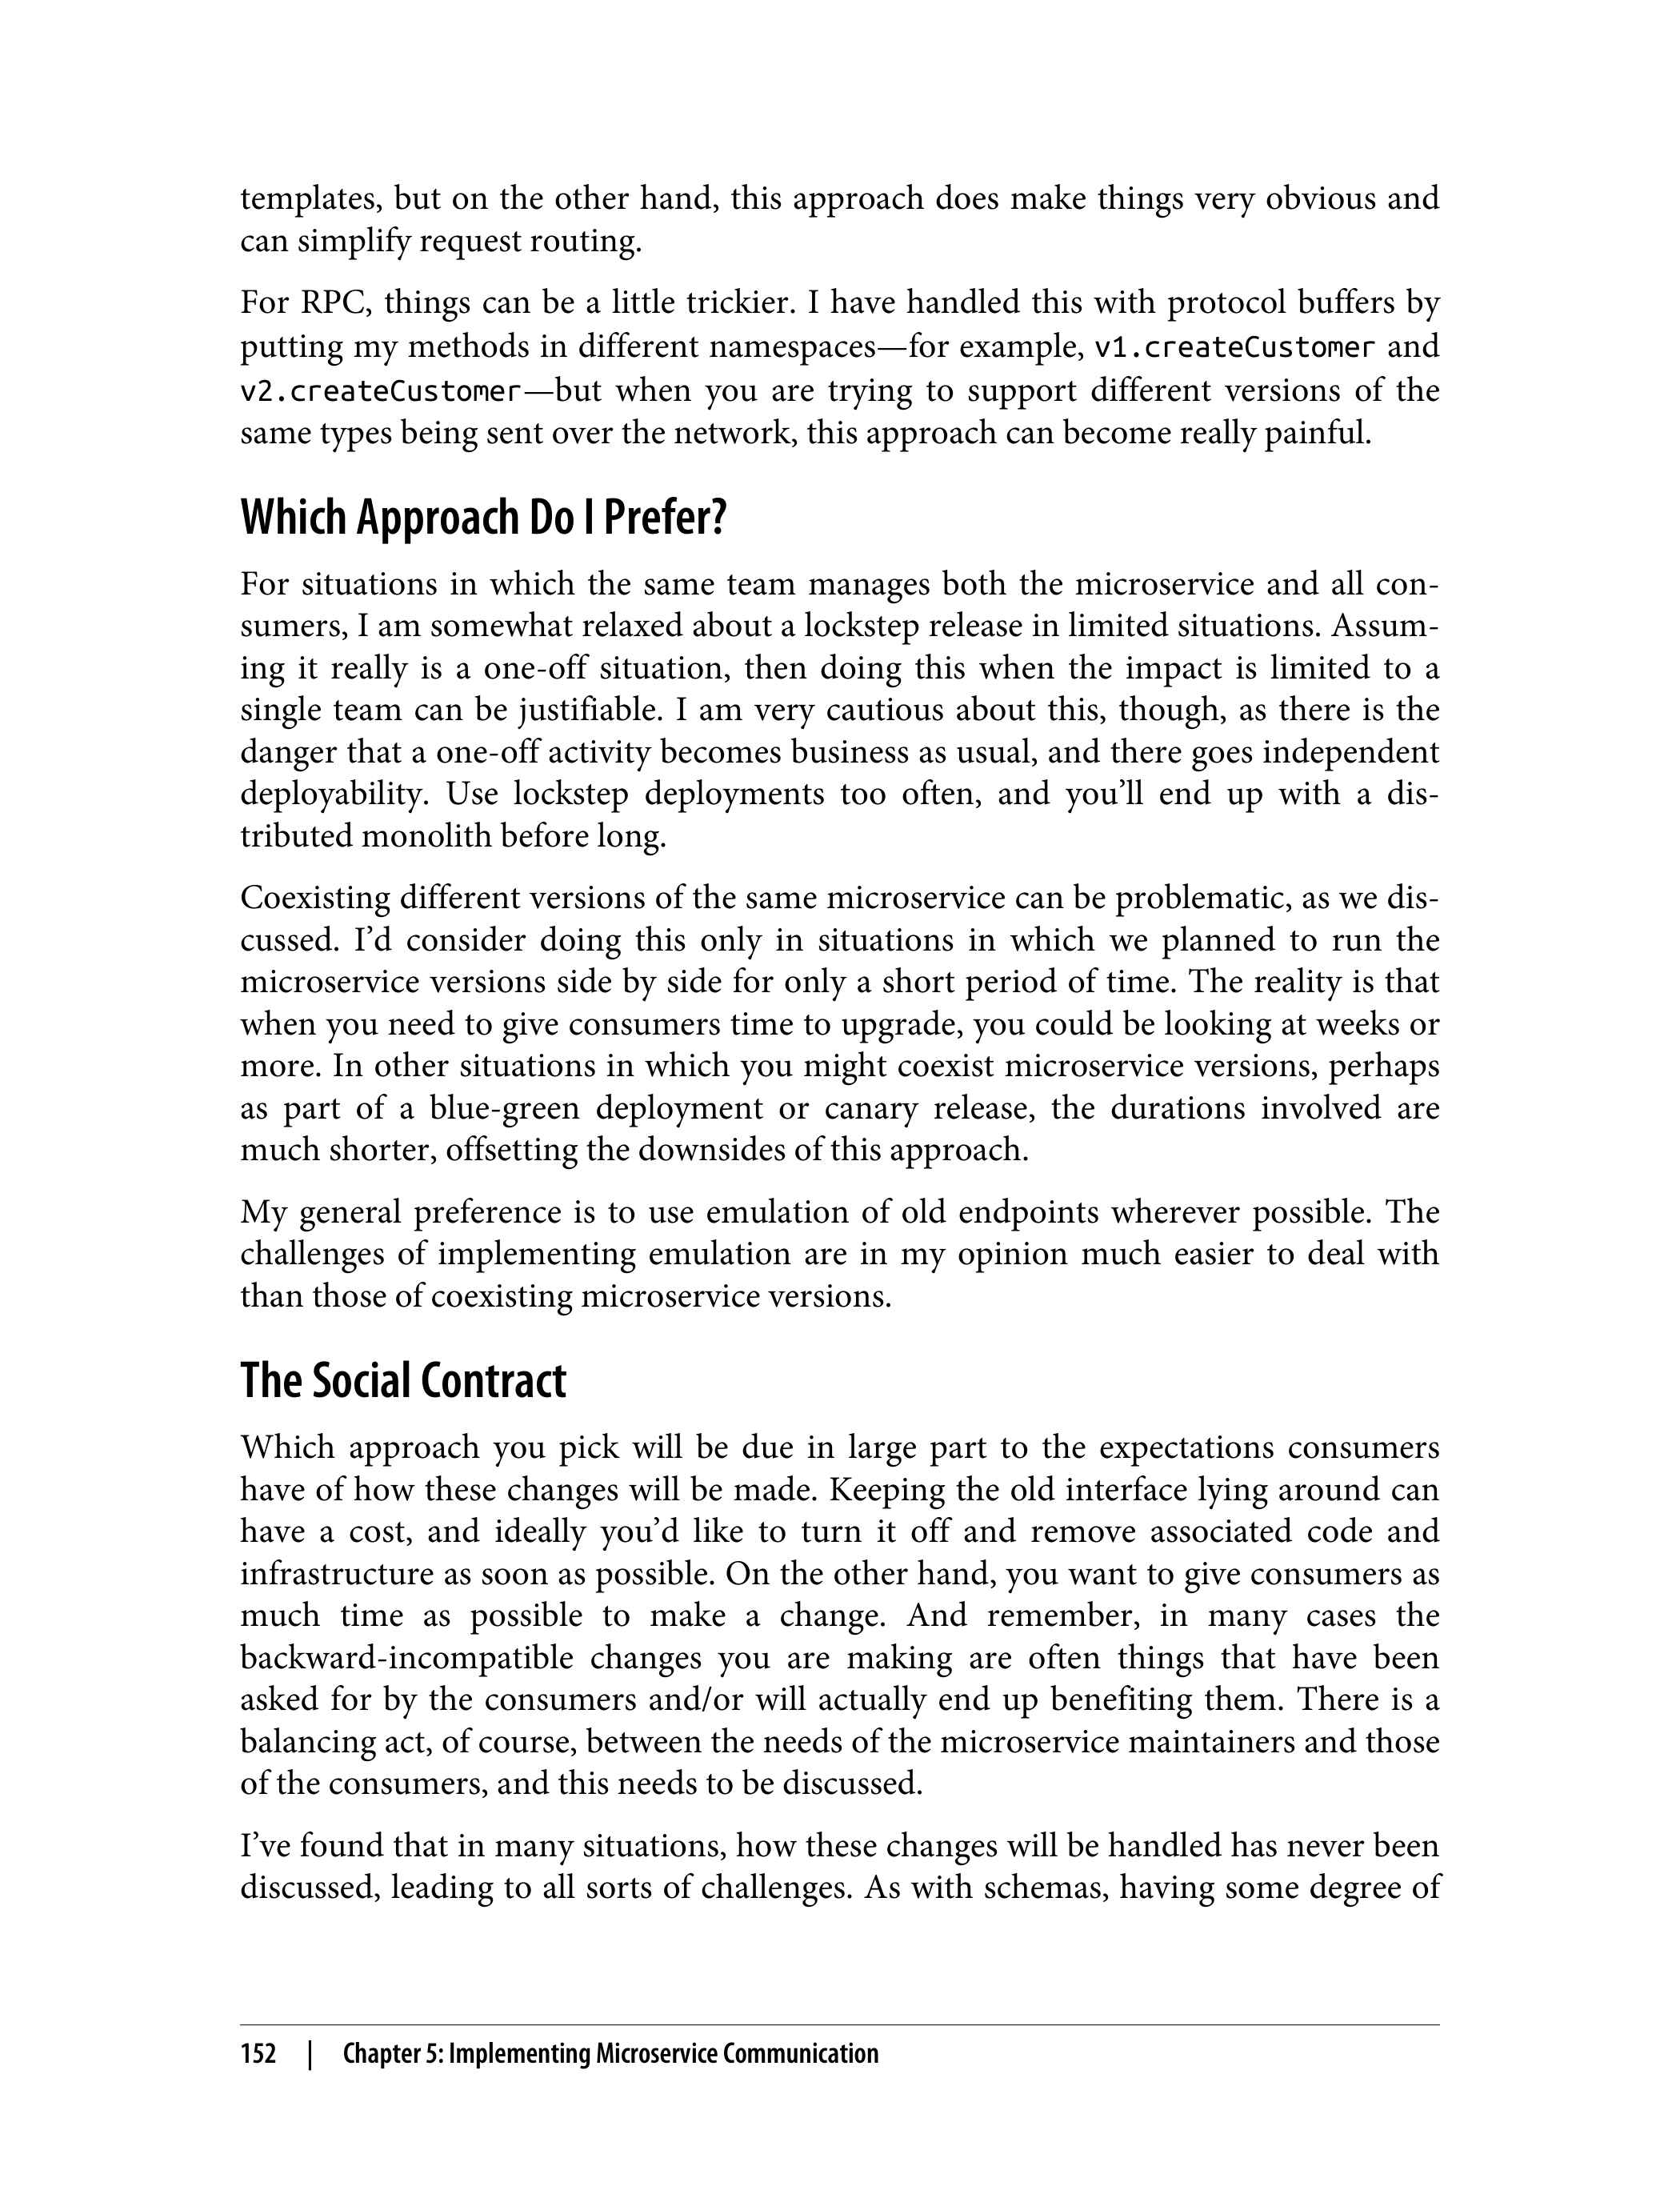 templates, but on the other hand, this approach does make things very obvious and
can simplify request routing.
For RPC, things can be a little trickier. I have handled this with protocol buffers by
putting my methods in different namespaces—for example, v1.createCustomer and
v2.createCustomer—but when you are trying to support different versions of the
same types being sent over the network, this approach can become really painful.
Which Approach Do I Prefer?
For situations in which the same team manages both the microservice and all con-
sumers, I am somewhat relaxed about a lockstep release in limited situations. Assum-
ing it really is a one-off situation, then doing this when the impact is limited to a
single team can be justifiable. I am very cautious about this, though, as there is the
danger that a one-off activity becomes business as usual, and there goes independent
deployability. Use lockstep deployments too often, and you’ll end up with a dis-
tributed monolith before long.
Coexisting different versions of the same microservice can be problematic, as we dis-
cussed. I’d consider doing this only in situations in which we planned to run the
microservice versions side by side for only a short period of time. The reality is that
when you need to give consumers time to upgrade, you could be looking at weeks or
more. In other situations in which you might coexist microservice versions, perhaps
as part of a blue-green deployment or canary release, the durations involved are
much shorter, offsetting the downsides of this approach.
My general preference is to use emulation of old endpoints wherever possible. The
challenges of implementing emulation are in my opinion much easier to deal with
than those of coexisting microservice versions.
The Social Contract
Which approach you pick will be due in large part to the expectations consumers
have of how these changes will be made. Keeping the old interface lying around can
have a cost, and ideally you’d like to turn it off and remove associated code and
infrastructure as soon as possible. On the other hand, you want to give consumers as
much time as possible to make a change. And remember, in many cases the
backward-incompatible changes you are making are often things that have been
asked for by the consumers and/or will actually end up benefiting them. There is a
balancing act, of course, between the needs of the microservice maintainers and those
of the consumers, and this needs to be discussed.
I’ve found that in many situations, how these changes will be handled has never been
discussed, leading to all sorts of challenges. As with schemas, having some degree of
152 | Chapter 5: Implementing Microservice Communication